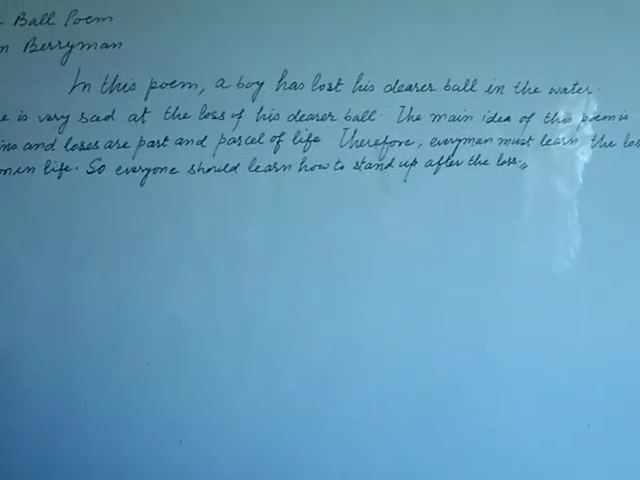 Ball Poem
n Berryman
In this poem, a boy has lost his dearer ball in the water.
e is very sad at the loss of his dearer ball. The main idea of this poem is
ins and loses are part and parcel of life Therefore, everyman must learn the los
man life. So everyone should learn how to stand up after the loss.